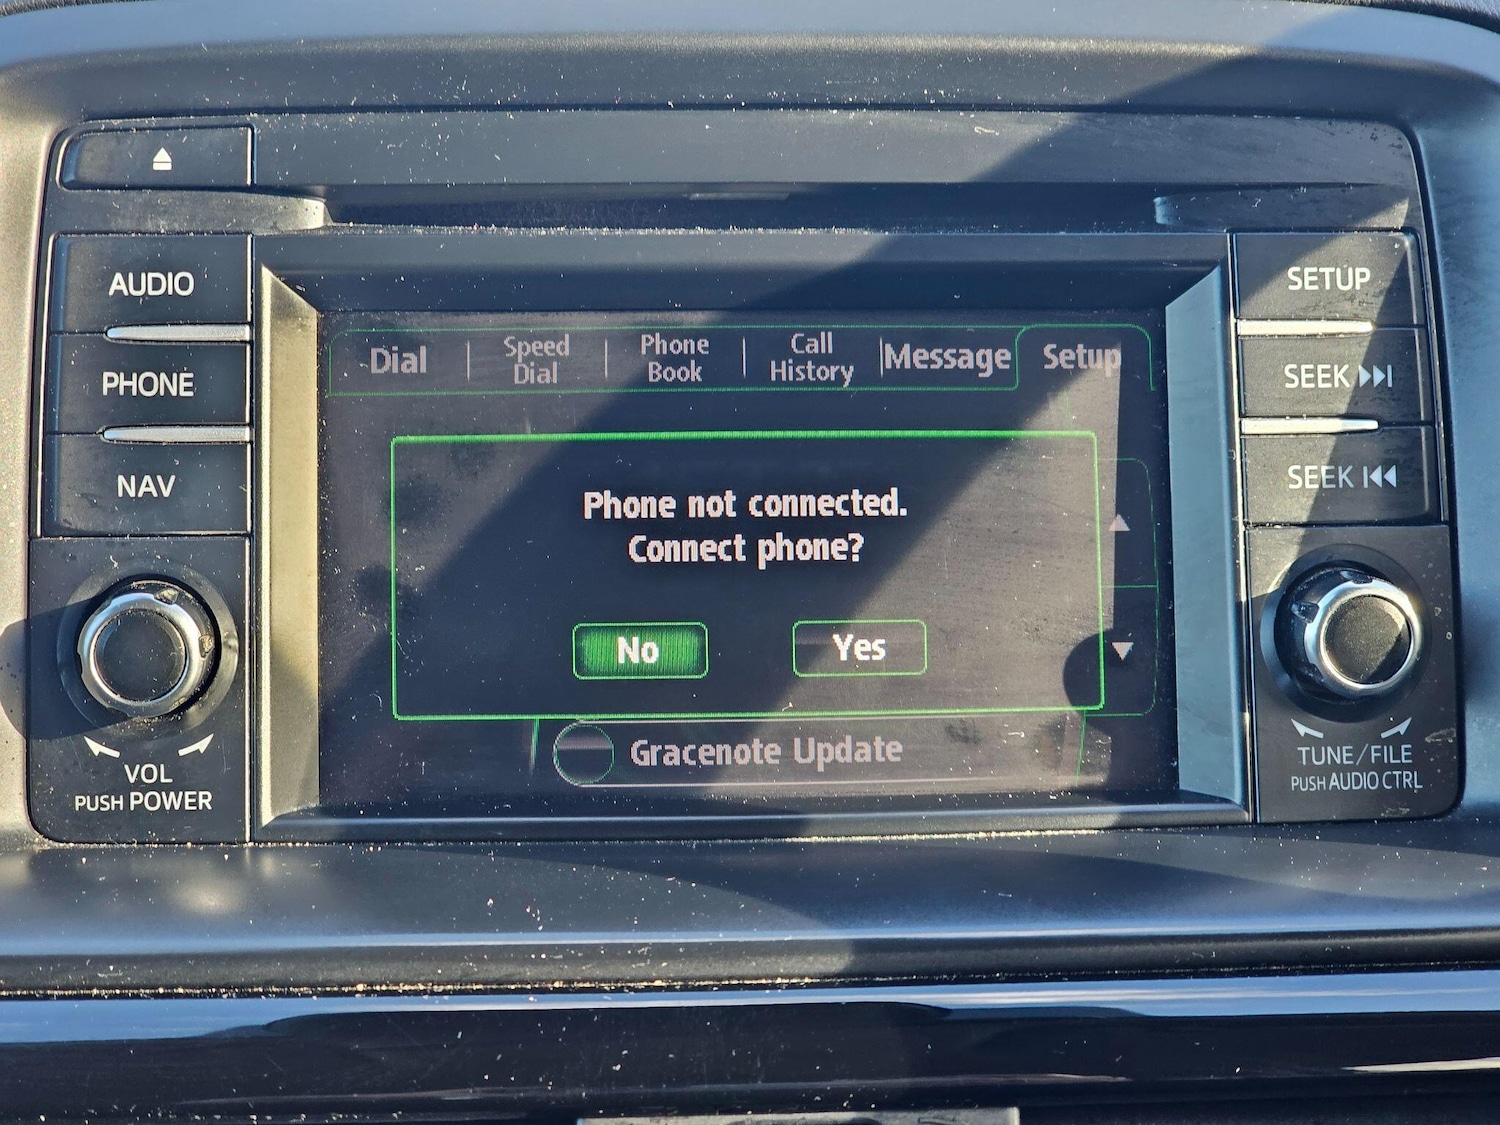 AUDIO
PHONE
NAV
VOL
PUSH POWER
Dial
Speed
Dial
Phone
Book
Call
History
Message
Setup
Phone not connected.
Connect phone?
No
Yes
Gracenote Update
SETUP
SEEK
SEEK
TUNE/FILE
PUSH AUDIO CTRL